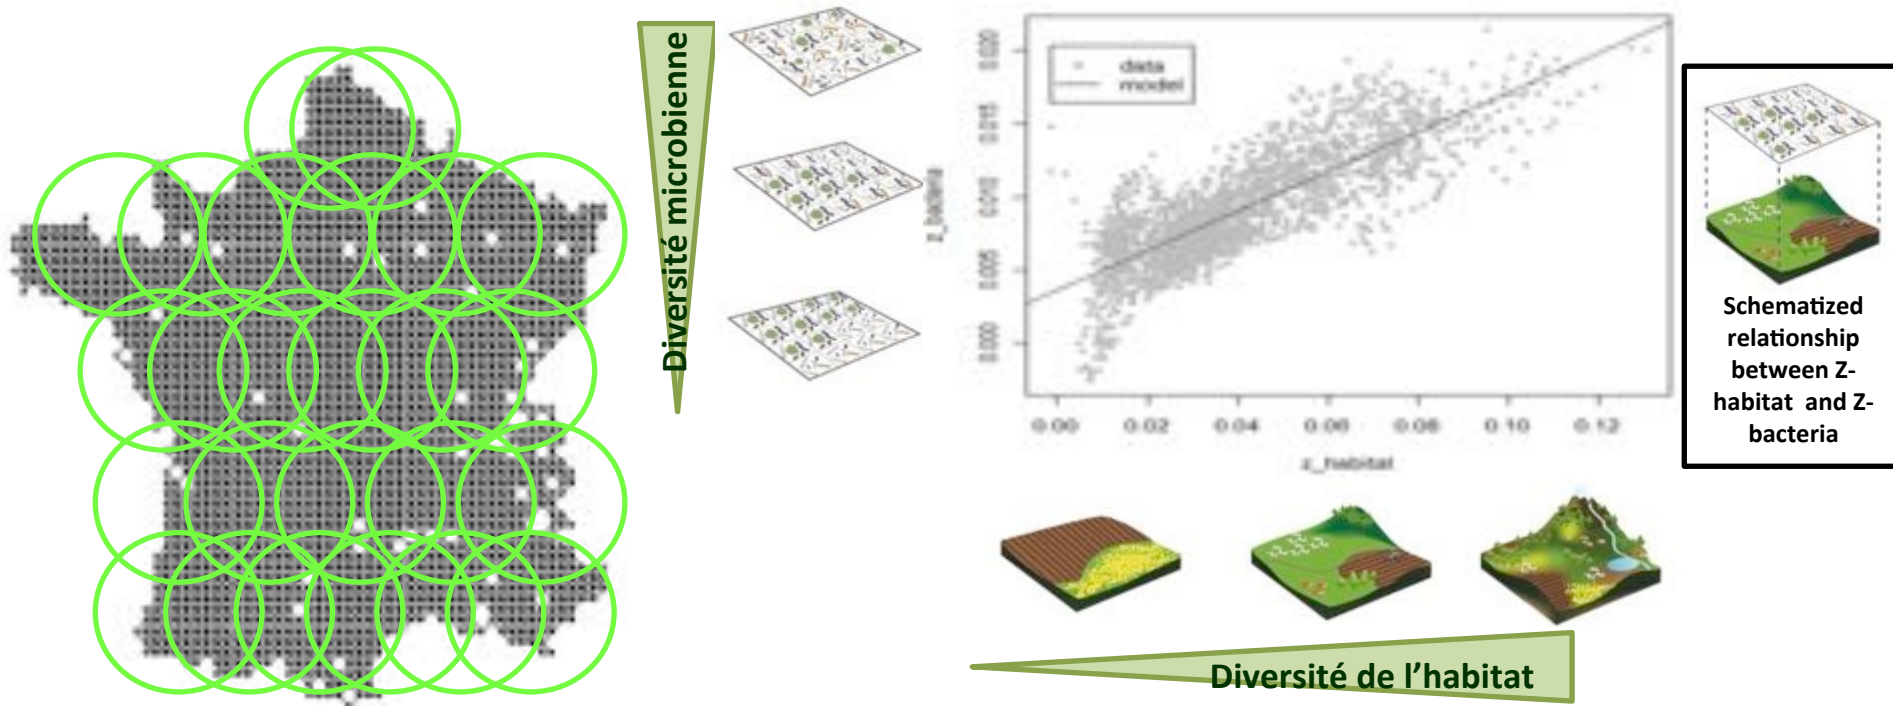 Diversité microbienne
data
model
z_bacteria
0.020
0.015
0.010
0.005
0.000
0.00 0.02 0.04 0.06 0.08 0.10 0.12
z_habitat
Schematized
relationship
between Z-
habitat and Z-
bacteria
Diversité de l’habitat